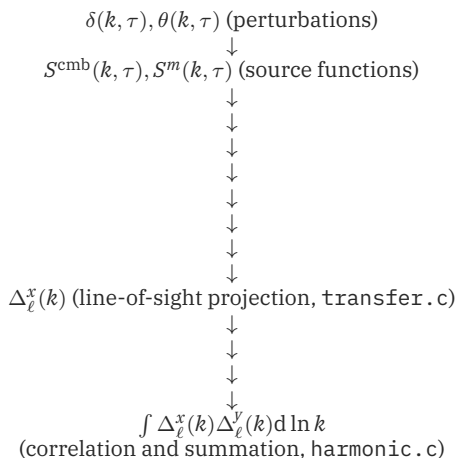 δ(k, τ), θ(k, τ) (perturbations)
↓
S^cmb(k, τ), S^m(k, τ) (source functions)
↓
↓
↓
↓
↓
↓
↓
↓
Δ_ℓ^x(k) (line-of-sight projection, transfer.c)
↓
↓
↓
↓
∫ Δ_ℓ^x(k)Δ_ℓ^y(k)d ln k
(correlation and summation, harmonic.c)